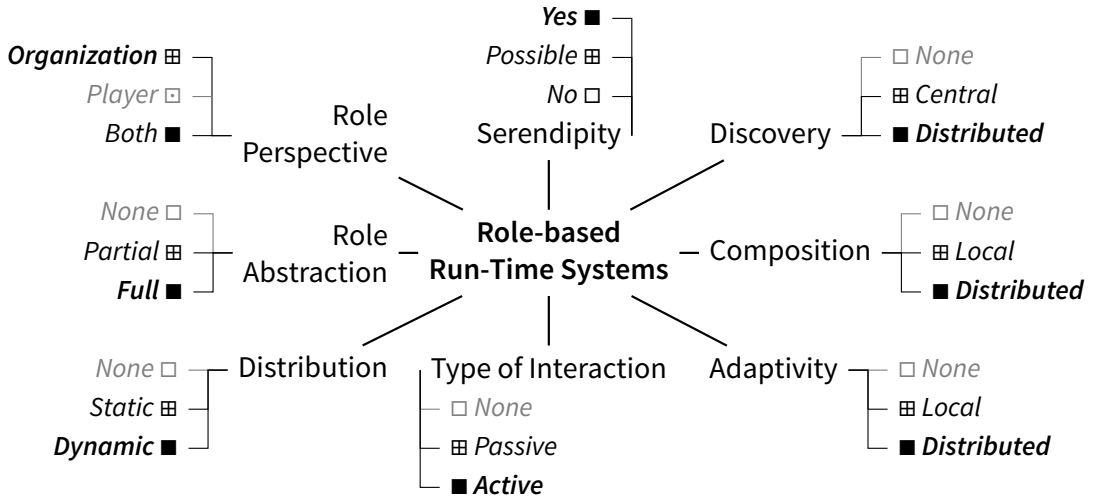 Role-based
Run-Time Systems
Role
Perspective
Organization
Player
Both
Serendipity
Yes
Possible
No
Discovery
None
Central
Distributed
Role
Abstraction
None
Partial
Full
Composition
None
Local
Distributed
Distribution
None
Static
Dynamic
Type of Interaction
None
Passive
Active
Adaptivity
None
Local
Distributed